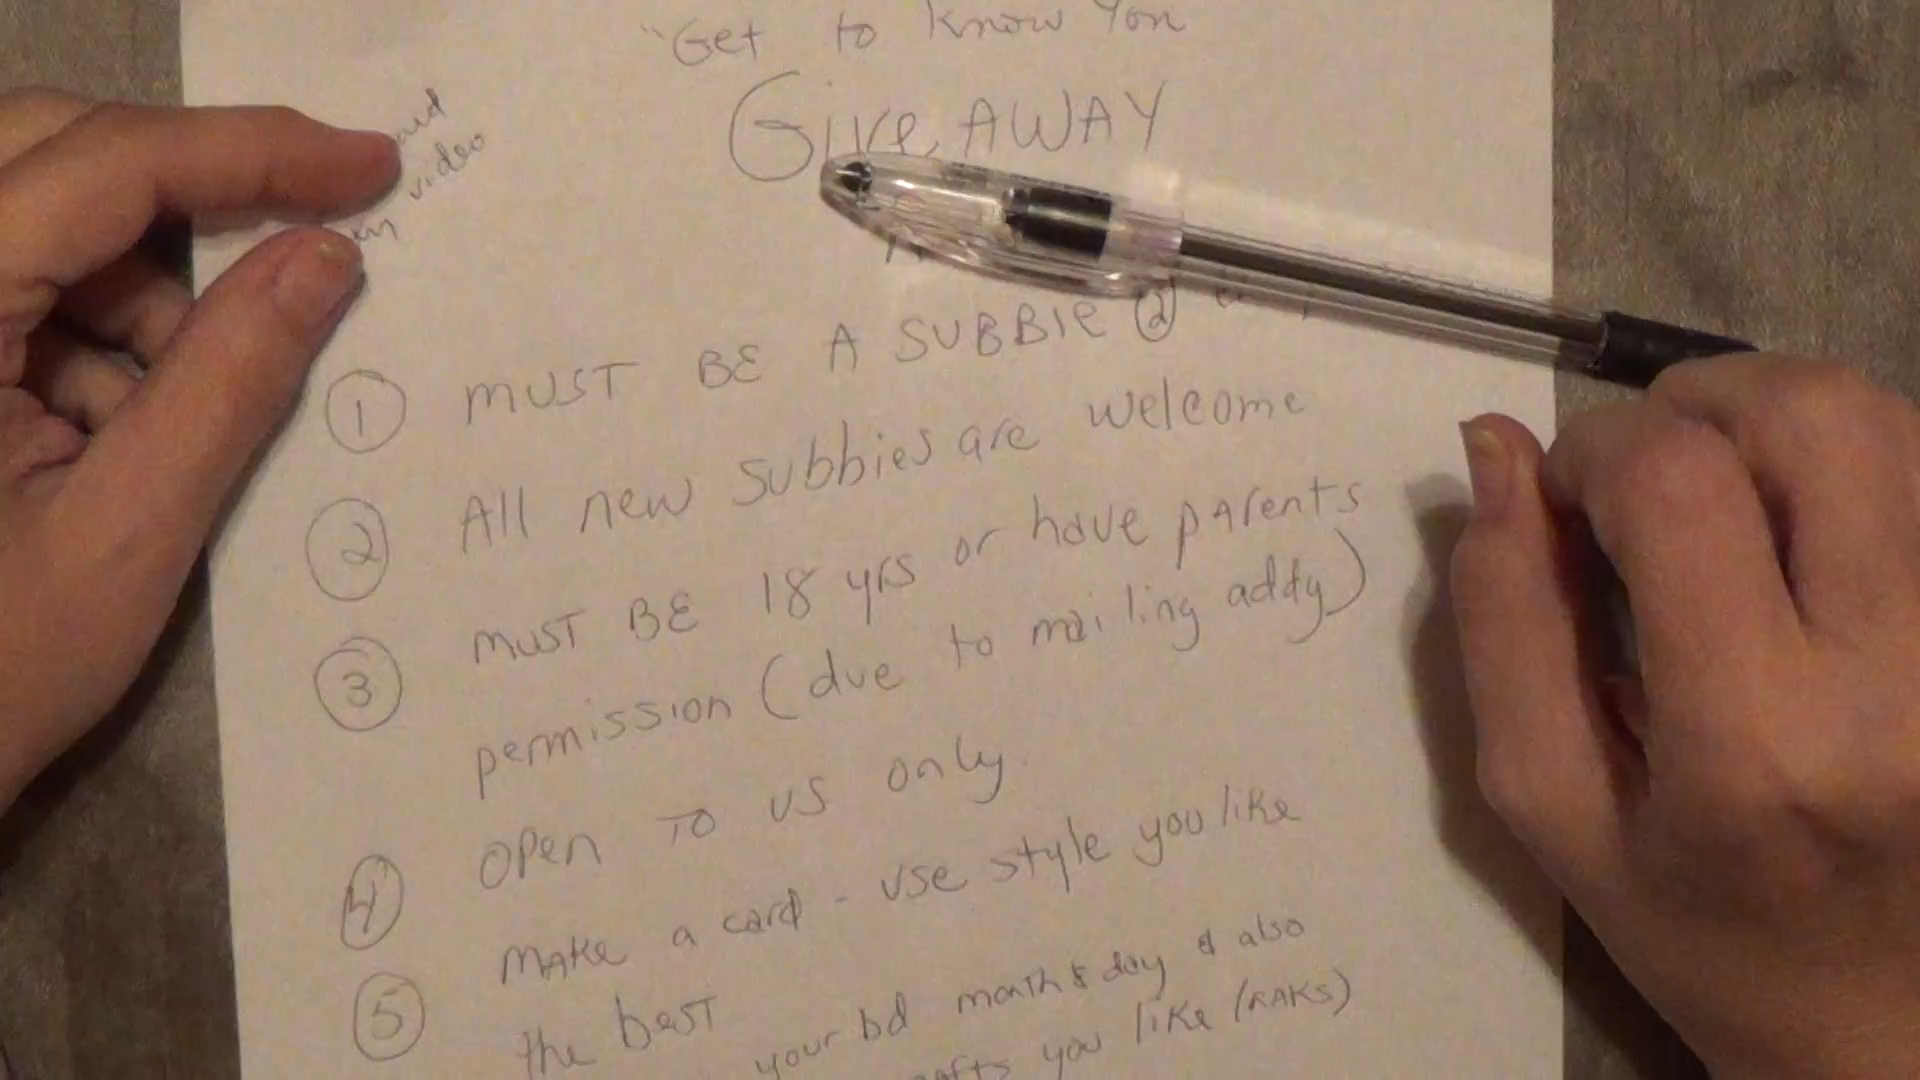 "Get to Know You
Give AWAY
video
① MUST BE A SUBBIE
② All new subbies are welcome
③ MUST BE 18 yrs or have parents
permission (due to mailing addy)
④ open TO US only.
⑤ MAKe a card - use style you like
the best
your bd month & day & also
you like (RAKS)